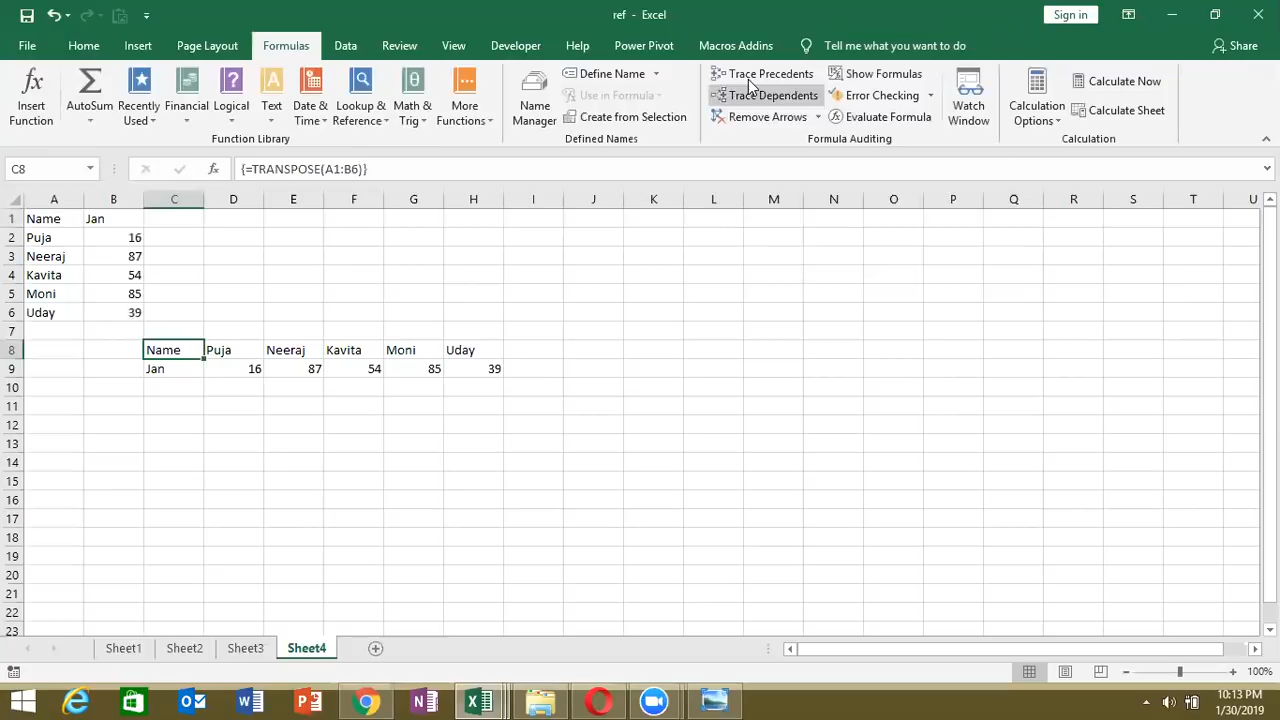 ref - Excel
Sign in
File Home Insert Page Layout Formulas Data Review View Developer Help Power Pivot Macros Addins Tell me what you want to do Share
Insert Function
AutoSum
Recently Used
Financial
Logical
Text
Date & Time
Lookup & Reference
Math & Trig
More Functions
Function Library
Name Manager
Define Name
Use in Formula
Create from Selection
Defined Names
Trace Precedents
Trace Dependents
Remove Arrows
Show Formulas
Error Checking
Evaluate Formula
Formula Auditing
Watch Window
Calculation Options
Calculate Now
Calculate Sheet
Calculation
C8 fx {=TRANSPOSE(A1:B6)}
A B C D E F G H I J K L M N O P Q R S T U
1 Name Jan
2 Puja 16
3 Neeraj 87
4 Kavita 54
5 Moni 85
6 Uday 39
7
8 Name Puja Neeraj Kavita Moni Uday
9 Jan 16 87 54 85 39
10
11
12
13
14
15
16
17
18
19
20
21
22
23
Sheet1 Sheet2 Sheet3 Sheet4
100%
10:13 PM
1/30/2019